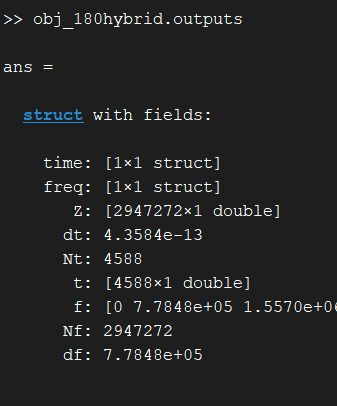 >> obj_180hybrid.outputs
ans =
struct with fields:
time: [1×1 struct]
freq: [1×1 struct]
Z: [2947272×1 double]
dt: 4.3584e-13
Nt: 4588
t: [4588×1 double]
f: [0 7.7848e+05 1.5570e+06
Nf: 2947272
df: 7.7848e+05